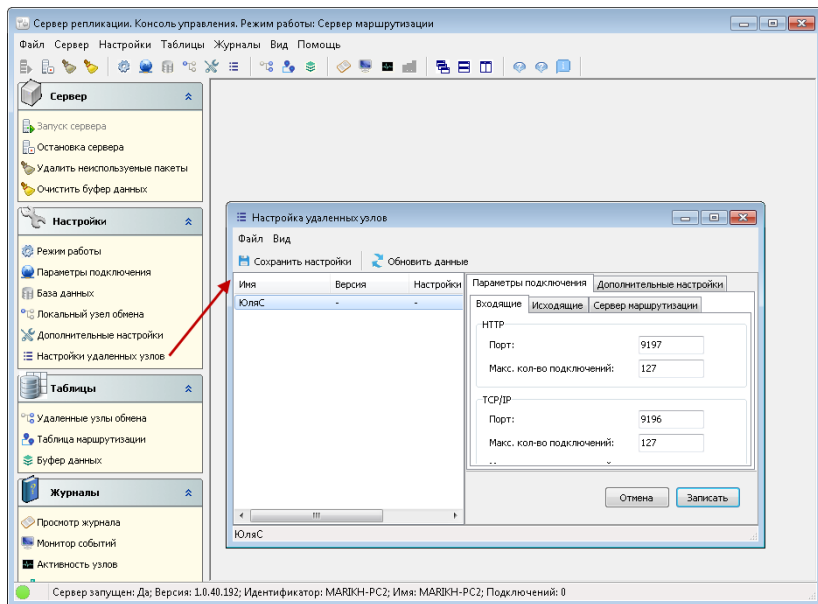 Сервер репликации. Консоль управления. Режим работы: Сервер маршрутизации
Файл Сервер Настройки Таблицы Журналы Вид Помощь
Сервер
Запуск сервера
Остановка сервера
Удалить неиспользуемые пакеты
Очистить буфер данных
Настройки
Режим работы
Параметры подключения
База данных
Локальный узел обмена
Дополнительные настройки
Настройки удаленных узлов
Таблицы
Удаленные узлы обмена
Таблица маршрутизации
Буфер данных
Журналы
Просмотр журнала
Монитор событий
Активность узлов
Настройка удаленных узлов
Файл Вид
Сохранить настройки Обновить данные
Имя Версия Настройки
ЮляС - -
Параметры подключения Дополнительные настройки
Входящие Исходящие Сервер маршрутизации
HTTP
Порт: 9197
Макс. кол-во подключений: 127
TCP/IP
Порт: 9196
Макс. кол-во подключений: 127
Отмена Записать
ЮляС
Сервер запущен: Да; Версия: 1.0.40.192; Идентификатор: MARIKH-PC2; Имя: MARIKH-PC2; Подключений: 0